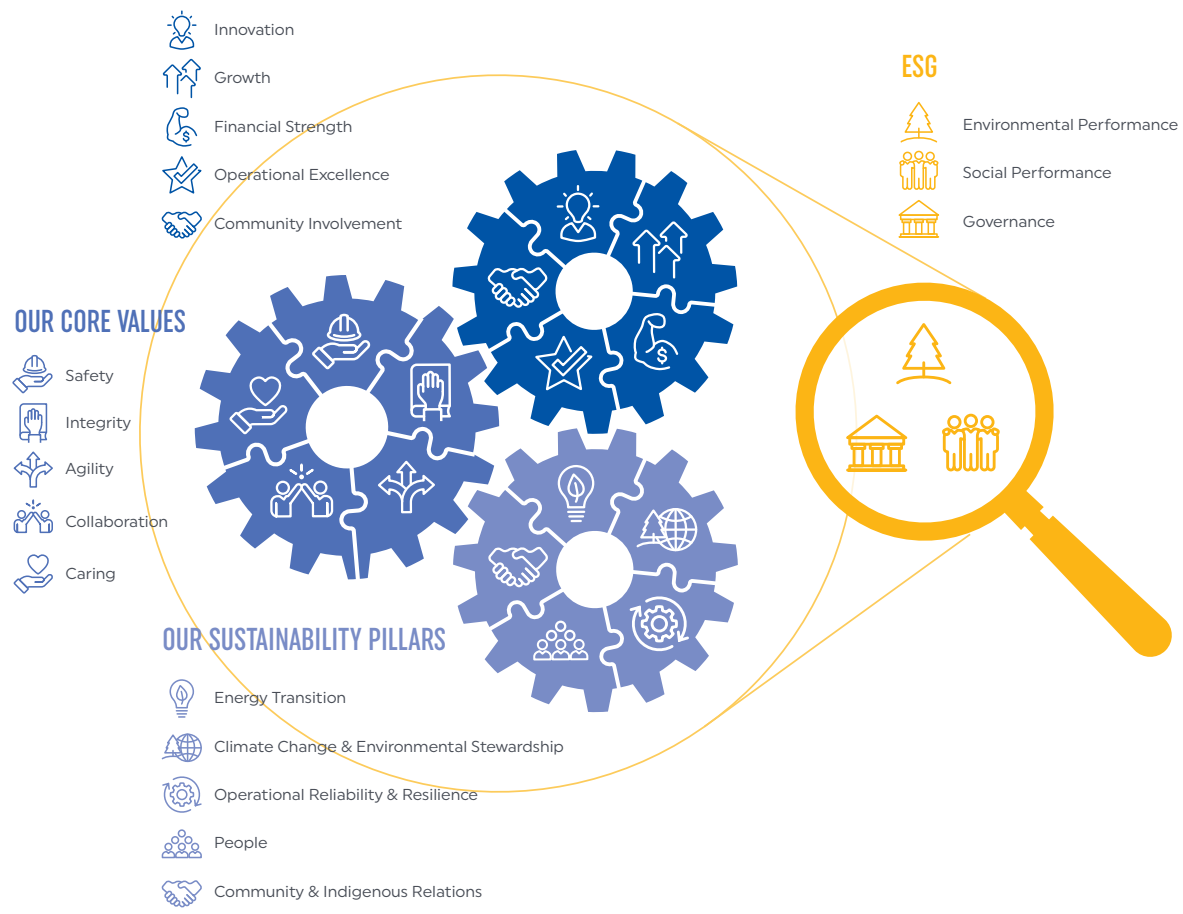 Innovation
Growth
Financial Strength
Operational Excellence
Community Involvement
ESG
Environmental Performance
Social Performance
Governance
OUR CORE VALUES
Safety
Integrity
Agility
Collaboration
Caring
OUR SUSTAINABILITY PILLARS
Energy Transition
Climate Change & Environmental Stewardship
Operational Reliability & Resilience
People
Community & Indigenous Relations